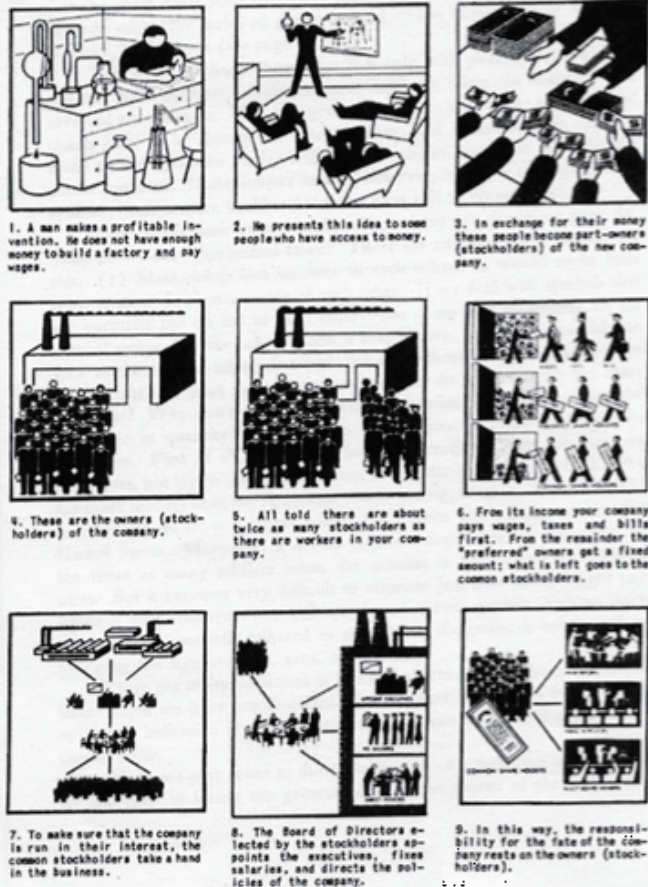 1. A man makes a profitable in-
vention. He does not have enough
money to build a factory and pay
wages.
2. He presents this idea to some
people who have access to money.
3. In exchange for their money
these people become part-owners
(stockholders) of the new com-
pany.
4. These are the owners (stock-
holders) of the company.
5. All told there are about
twice as many stockholders as
there are workers in your com-
pany.
6. From its income your company
pays wages, taxes and bills
first. From the remainder the
"preferred" owners get a fixed
amount; what is left goes to the
common stockholders.
APPOINT EXECUTIVES
FIX SALARIES
DIRECT POLICIES
COMMON SHARE HOLDERS
7. To make sure that the company
is run in their interest, the
common stockholders take a hand
in the business.
8. The Board of Directors e-
lected by the stockholders ap-
points the executives, fixes
salaries, and directs the pol-
icies of the company.
9. In this way, the responsi-
bility for the fate of the com-
pany rests on the owners (stock-
holders).